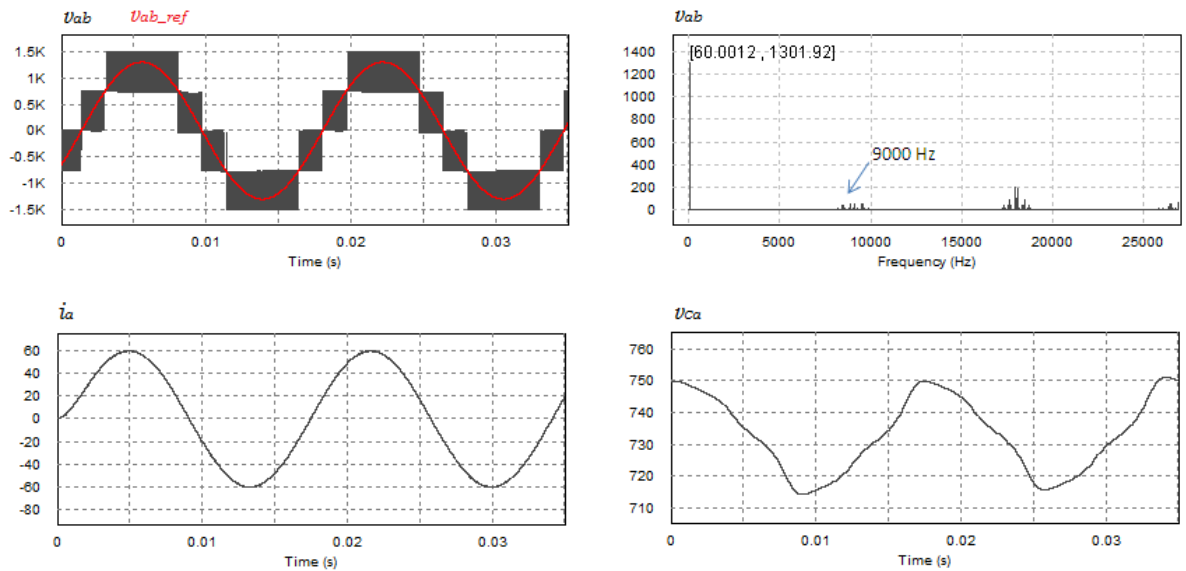 vab vab_ref
1.5K
1K
0.5K
0K
-0.5K
-1K
-1.5K
0 0.01 0.02 0.03
Time (s)
vab
1400
1200
1000
800
600
400
200
0
[60.0012 , 1301.92]
9000 Hz
0 5000 10000 15000 20000 25000
Frequency (Hz)
ia
60
40
20
0
-20
-40
-60
-80
0 0.01 0.02 0.03
Time (s)
vca
760
750
740
730
720
710
0 0.01 0.02 0.03
Time (s)